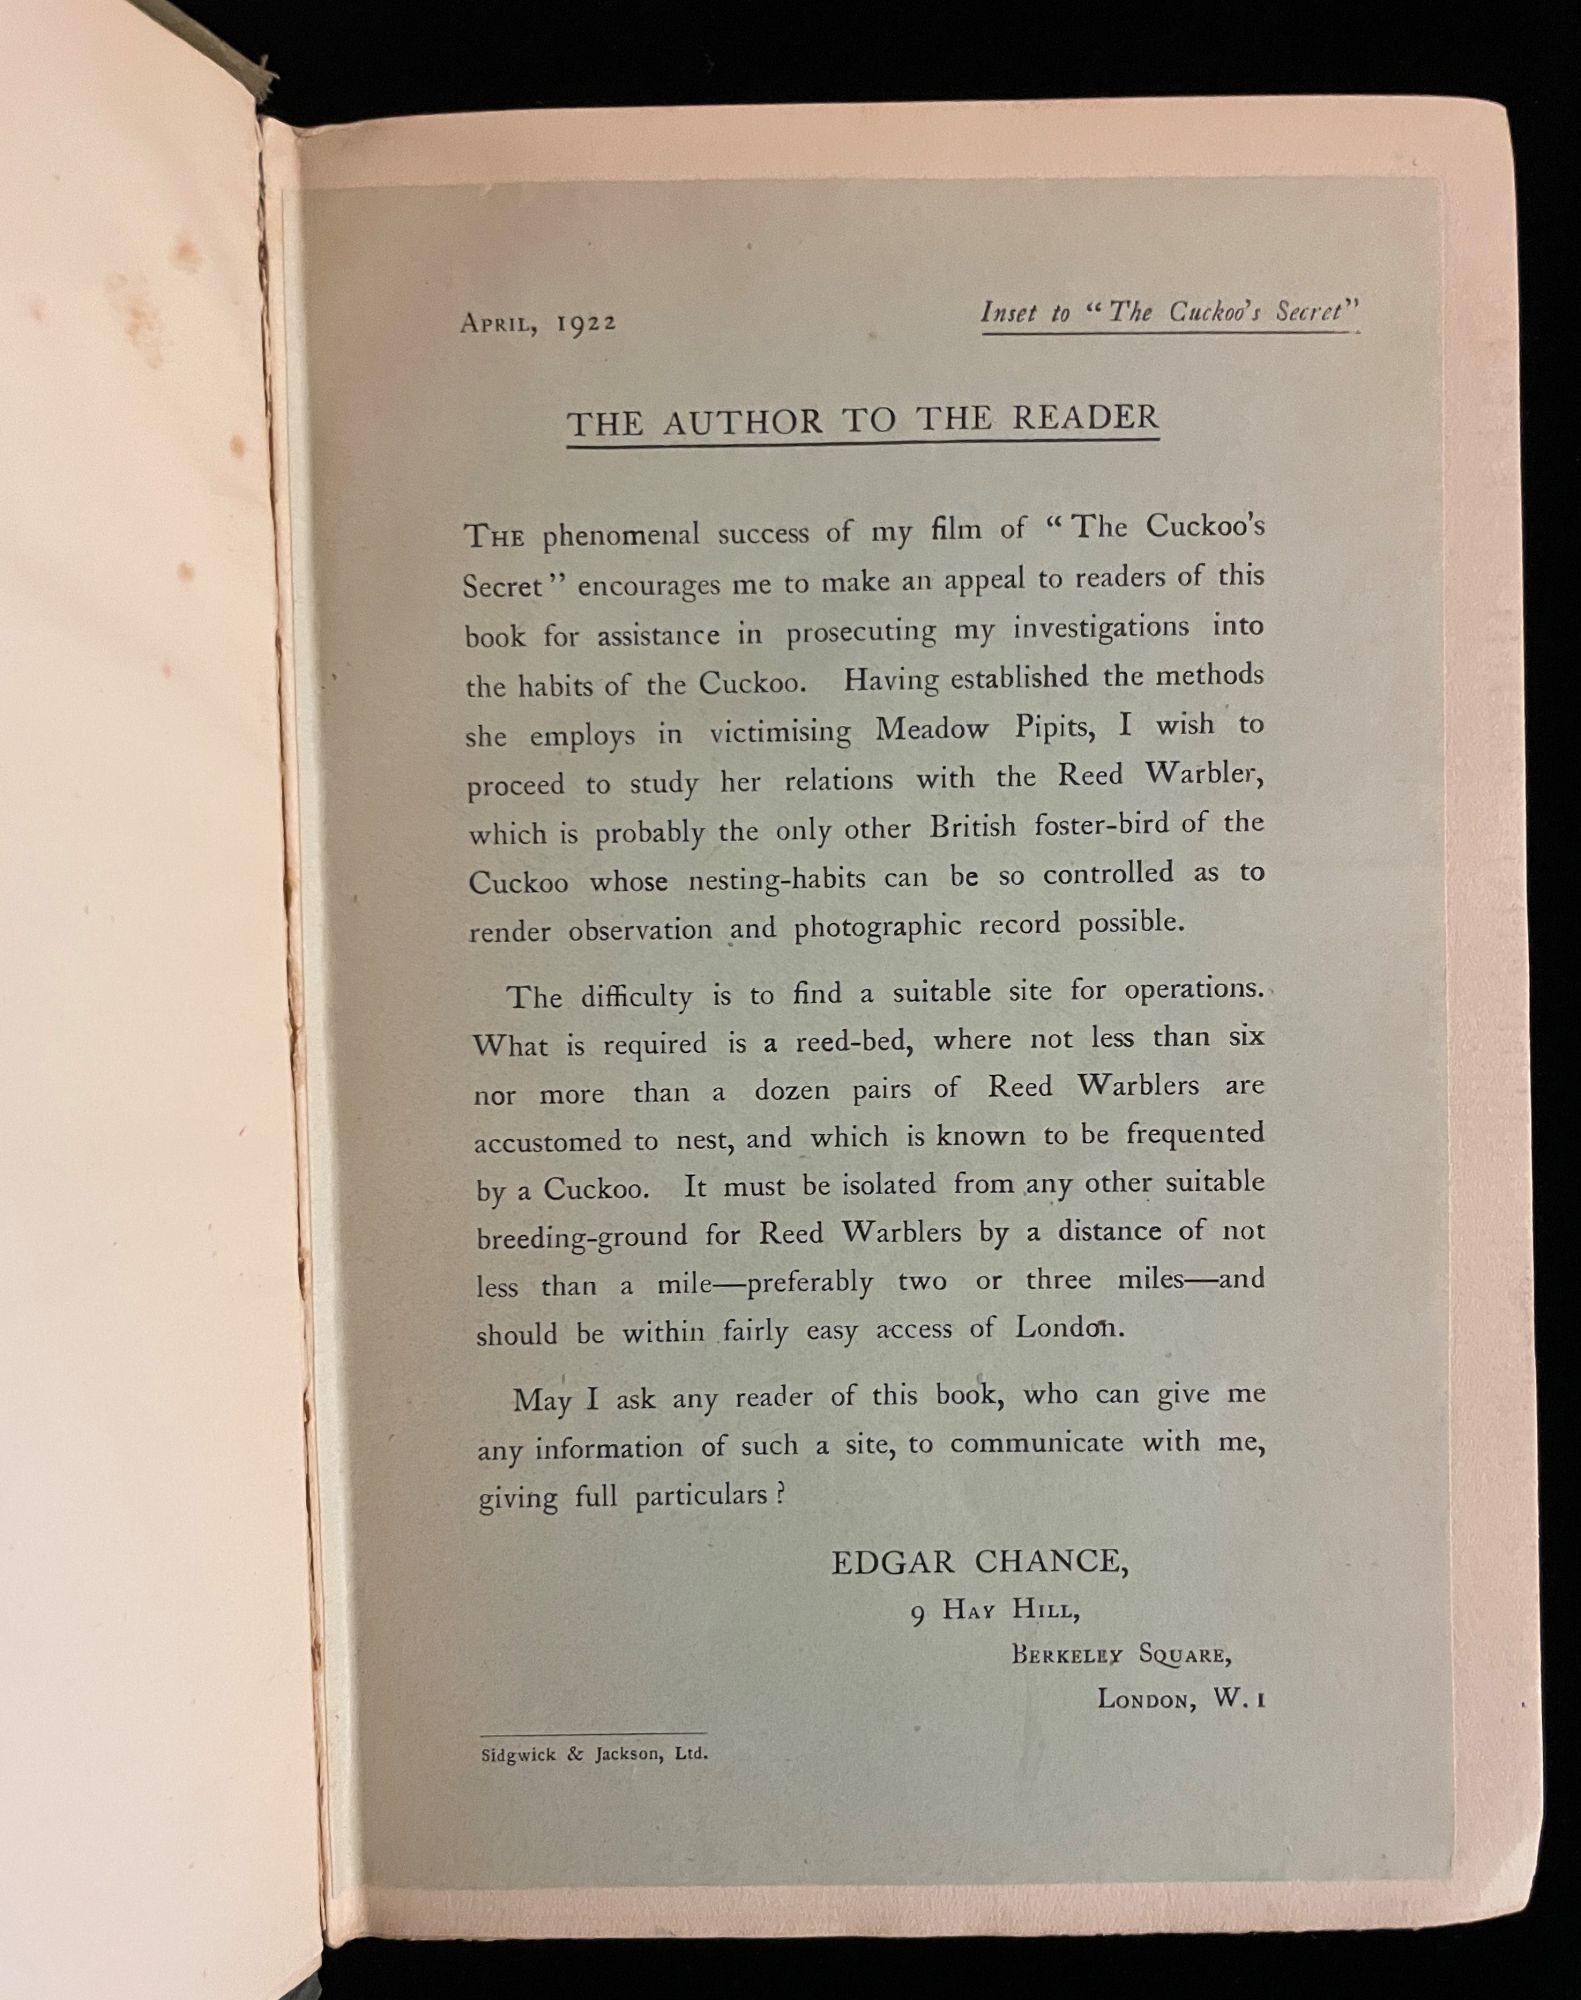 APRIL, 1922
Inset to “The Cuckoo's Secret”
THE AUTHOR TO THE READER
THE phenomenal success of my film of “The Cuckoo's
Secret” encourages me to make an appeal to readers of this
book for assistance in prosecuting my investigations into
the habits of the Cuckoo. Having established the methods
she employs in victimising Meadow Pipits, I wish to
proceed to study her relations with the Reed Warbler,
which is probably the only other British foster-bird of the
Cuckoo whose nesting-habits can be so controlled as to
render observation and photographic record possible.
The difficulty is to find a suitable site for operations.
What is required is a reed-bed, where not less than six
nor more than a dozen pairs of Reed Warblers are
accustomed to nest, and which is known to be frequented
by a Cuckoo. It must be isolated from any other suitable
breeding-ground for Reed Warblers by a distance of not
less than a mile—preferably two or three miles—and
should be within fairly easy access of London.
May I ask any reader of this book, who can give me
any information of such a site, to communicate with me,
giving full particulars?
EDGAR CHANCE,
9 HAY HILL,
BERKELEY SQUARE,
LONDON, W. 1
Sidgwick & Jackson, Ltd.